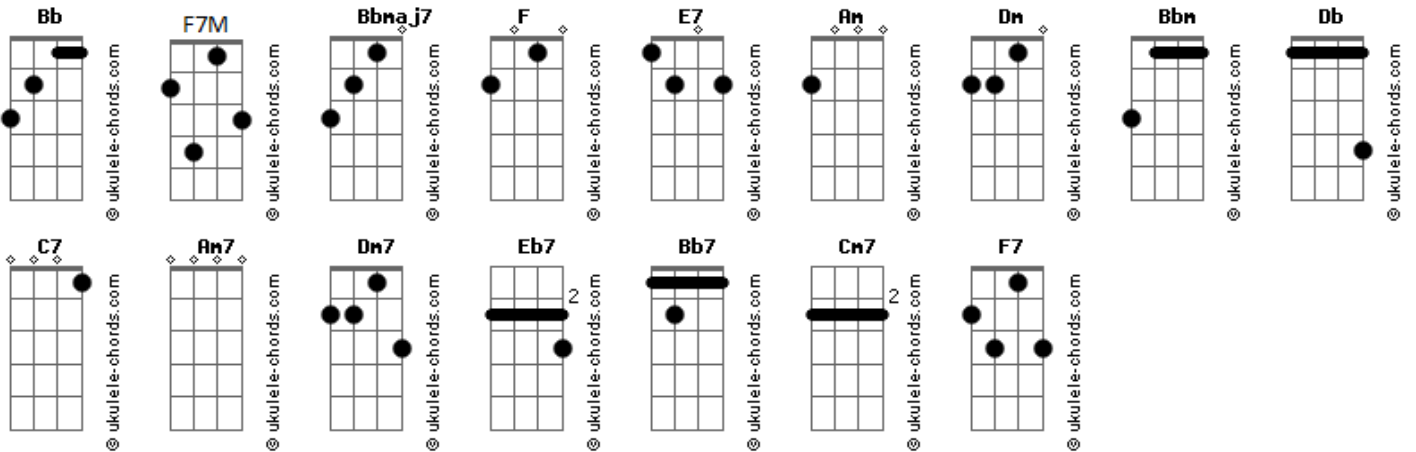 Bb F7M Bbmaj7 F E7 Am Dm Bbm Db
© ukulele-chords.com © ukulele-chords.com © ukulele-chords.com © ukulele-chords.com © ukulele-chords.com © ukulele-chords.com © ukulele-chords.com © ukulele-chords.com © ukulele-chords.com
C7 Am7 Dm7 Eb7 Bb7 Cm7 F7
2 2
© ukulele-chords.com © ukulele-chords.com © ukulele-chords.com © ukulele-chords.com © ukulele-chords.com © ukulele-chords.com © ukulele-chords.com